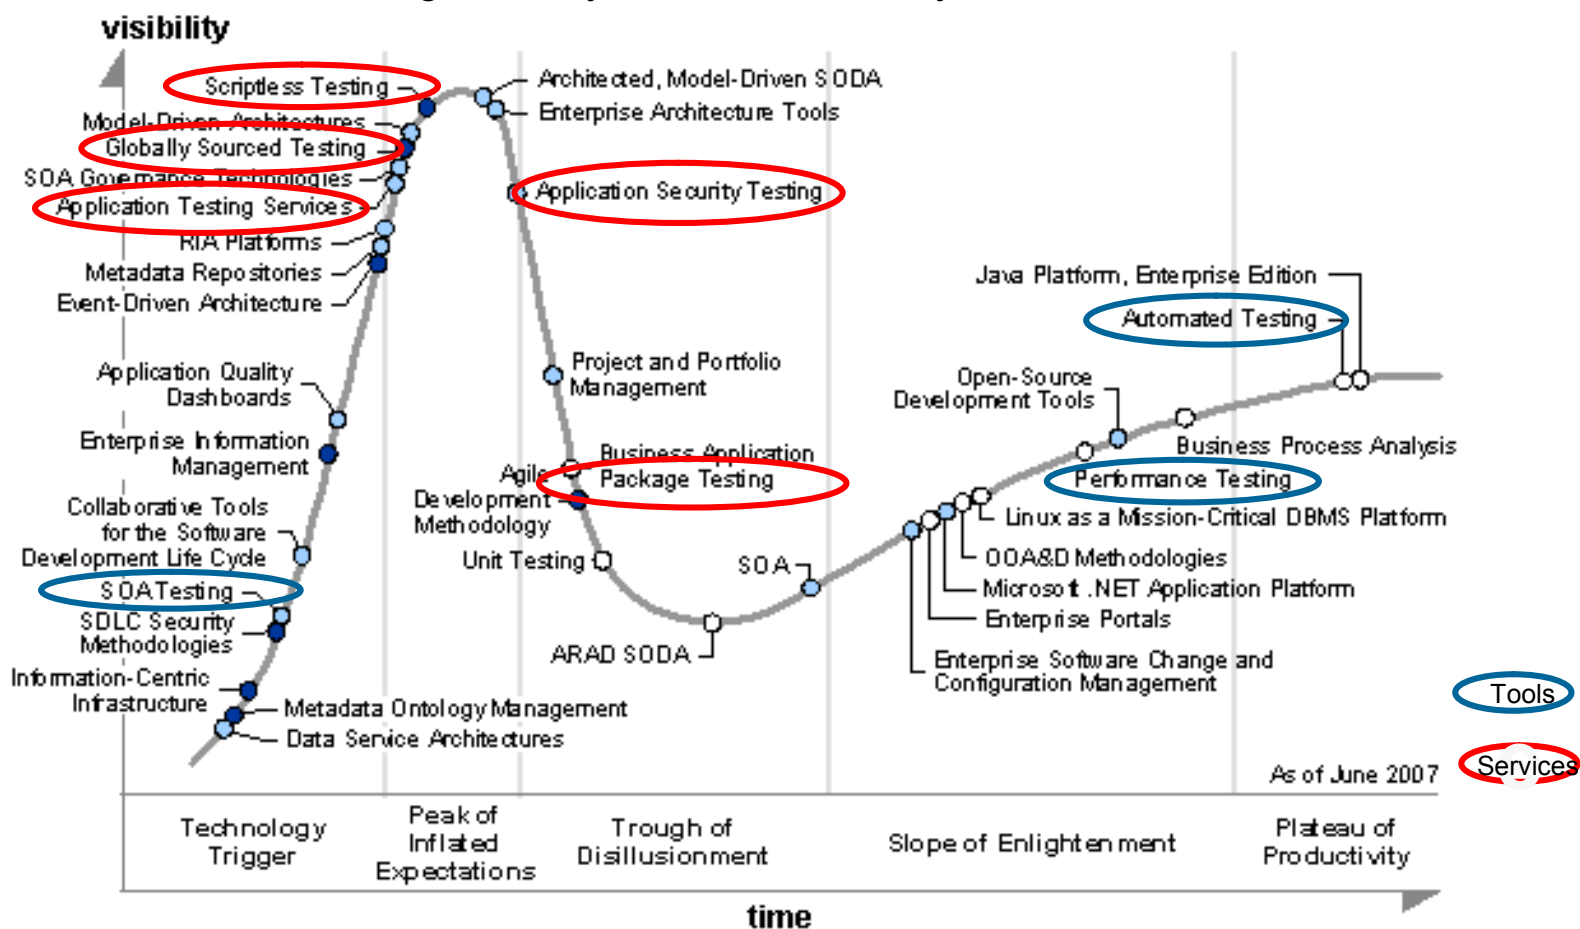 visibility
Scriptless Testing
Model-Driven Architectures
Globally Sourced Testing
SOA Governance Technologies
Application Testing Services
RIA Platforms
Metadata Repositories
Event-Driven Architecture
Application Quality
Dashboards
Enterprise Information
Management
Collaborative Tools
for the Software
Development Life Cycle
SOA Testing
SDLC Security
Methodologies
Information-Centric
Infrastructure
Metadata Ontology Management
Data Service Architectures
Architected, Model-Driven SODA
Enterprise Architecture Tools
Application Security Testing
Project and Portfolio
Management
Business Application
Package Testing
Agile
Development
Methodology
Unit Testing
ARAD SODA
SOA
Enterprise Software Change and
Configuration Management
Enterprise Portals
Microsoft .NET Application Platform
OOA&D Methodologies
Linux as a Mission-Critical DBMS Platform
Performance Testing
Open-Source
Development Tools
Business Process Analysis
Automated Testing
Java Platform, Enterprise Edition
Tools
Services
As of June 2007
Technology
Trigger
Peak of
Inflated
Expectations
Trough of
Disillusionment
Slope of Enlightenment
Plateau of
Productivity
time